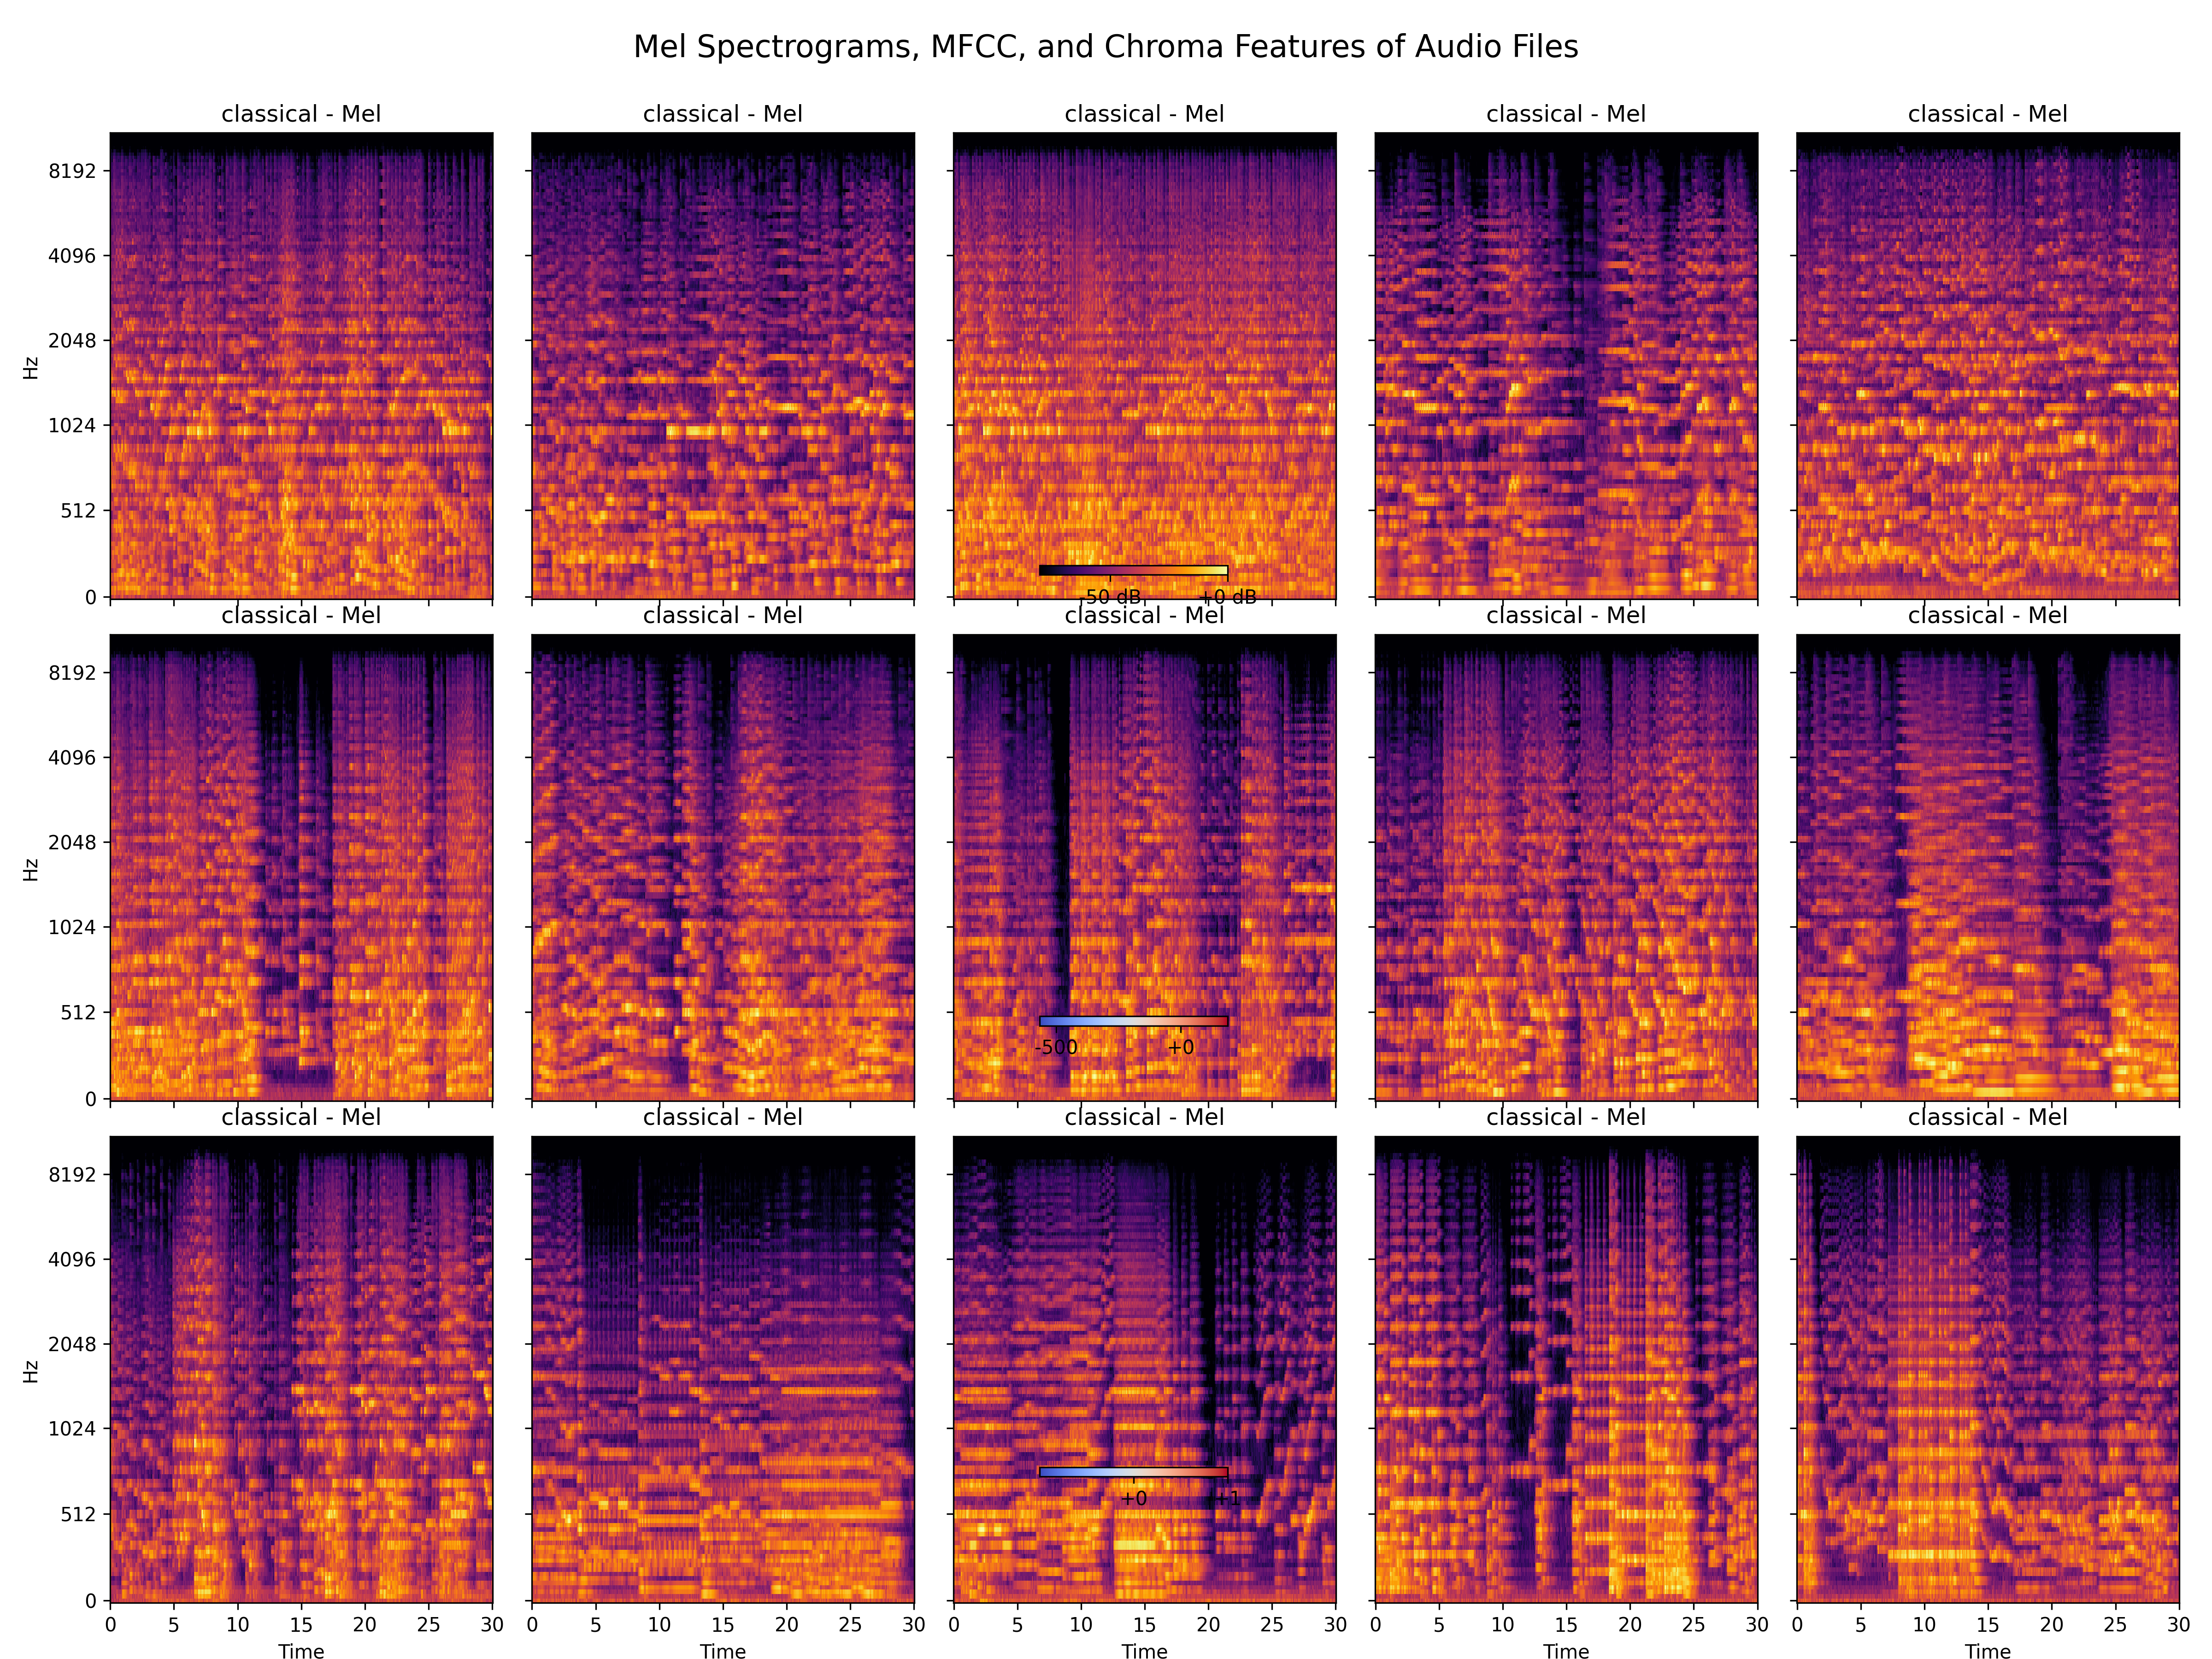 Mel Spectrograms, MFCC, and Chroma Features of Audio Files
classical - Mel classical - Mel classical - Mel classical - Mel classical - Mel
8192
4096
2048
Hz
1024
512
-50 dB +0 dB
0
classical - Mel classical - Mel classical - Mel classical - Mel classical - Mel
8192
4096
2048
Hz
1024
512
-500 +0
0
classical - Mel classical - Mel classical - Mel classical - Mel classical - Mel
8192
4096
2048
Hz
1024
512
+0 +1
0
0 5 10 15 20 25 30 0 5 10 15 20 25 30 0 5 10 15 20 25 30 0 5 10 15 20 25 30 0 5 10 15 20 25 30
Time Time Time Time Time